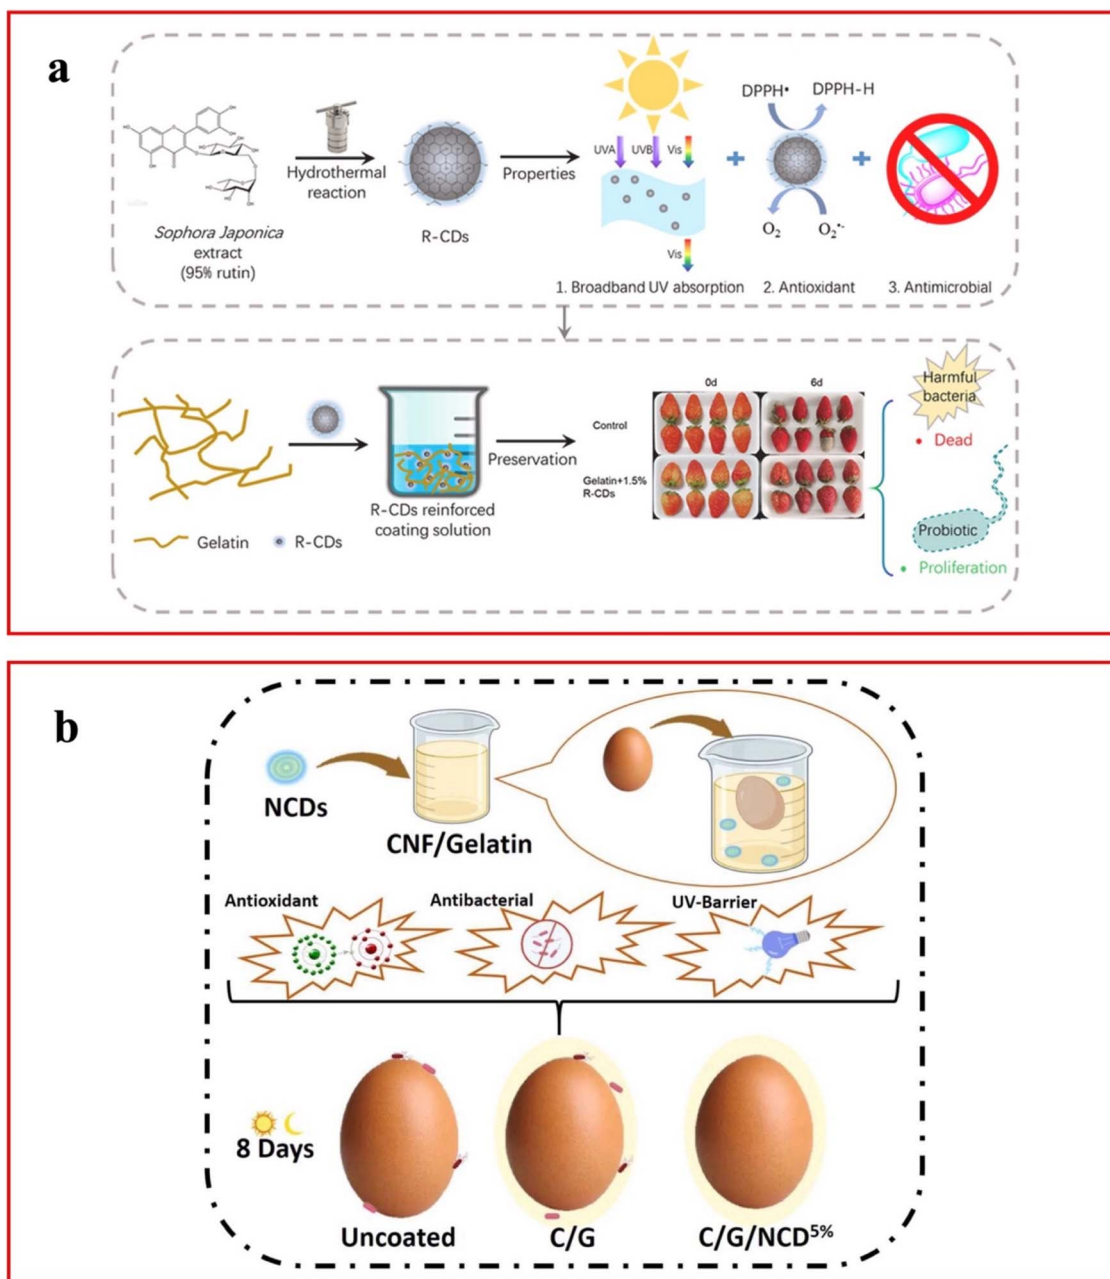 a
DPPH•
DPPH-H
UVA
UVB
Vis
Hydrothermal
reaction
Properties
Sophora Japonica
extract
(95% rutin)
R-CDs
Vis
O₂
O₂•-
1. Broadband UV absorption
2. Antioxidant
3. Antimicrobial
0d
6d
Harmful
bacteria
• Dead
Control
Preservation
Gelatin+1.5%
R-CDs
R-CDs reinforced
coating solution
Probiotic
Gelatin
R-CDs
• Proliferation
b
NCDs
CNF/Gelatin
Antioxidant
Antibacterial
UV-Barrier
8 Days
Uncoated
C/G
C/G/NCD5%